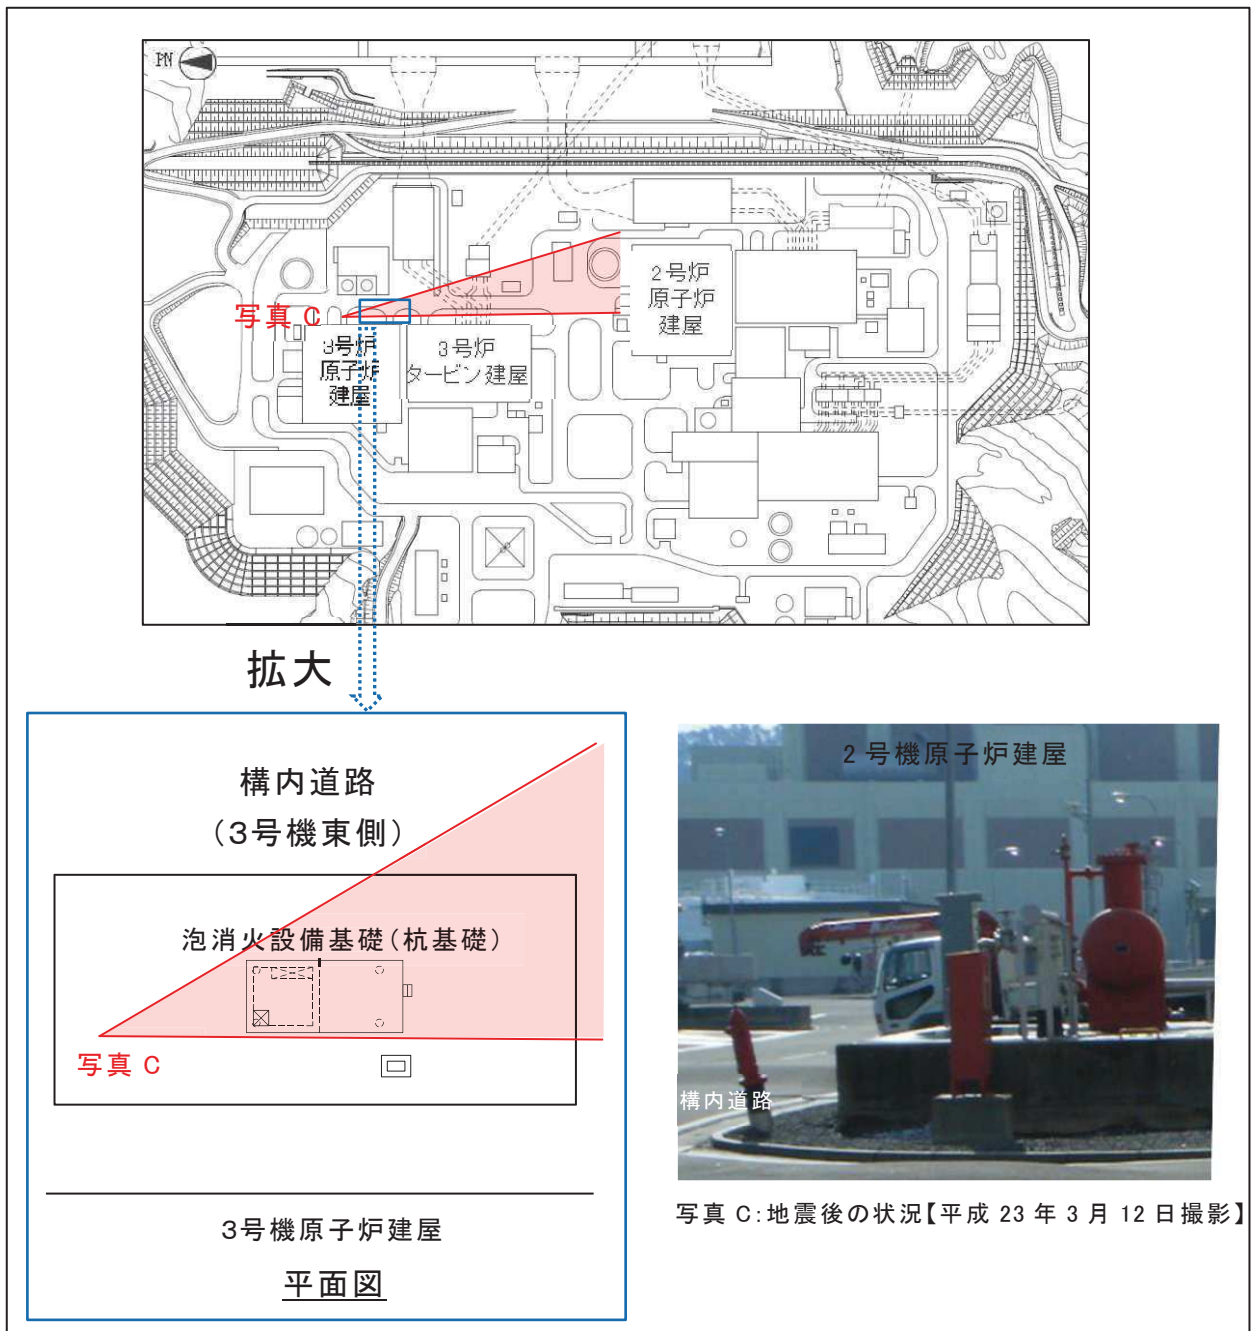 PN
写真 C
2号炉
原子炉
建屋
3号炉
原子炉
建屋
3号炉
タービン建屋
拡大
構内道路
（3号機東側）
泡消火設備基礎（杭基礎）
写真 C
3号機原子炉建屋
平面図
2号機原子炉建屋
構内道路
写真 C：地震後の状況【平成 23 年 3 月 12 日撮影】